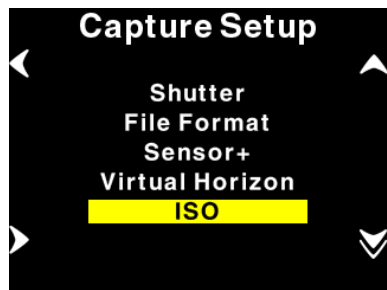 Capture Setup
Shutter
File Format
Sensor+
Virtual Horizon
ISO